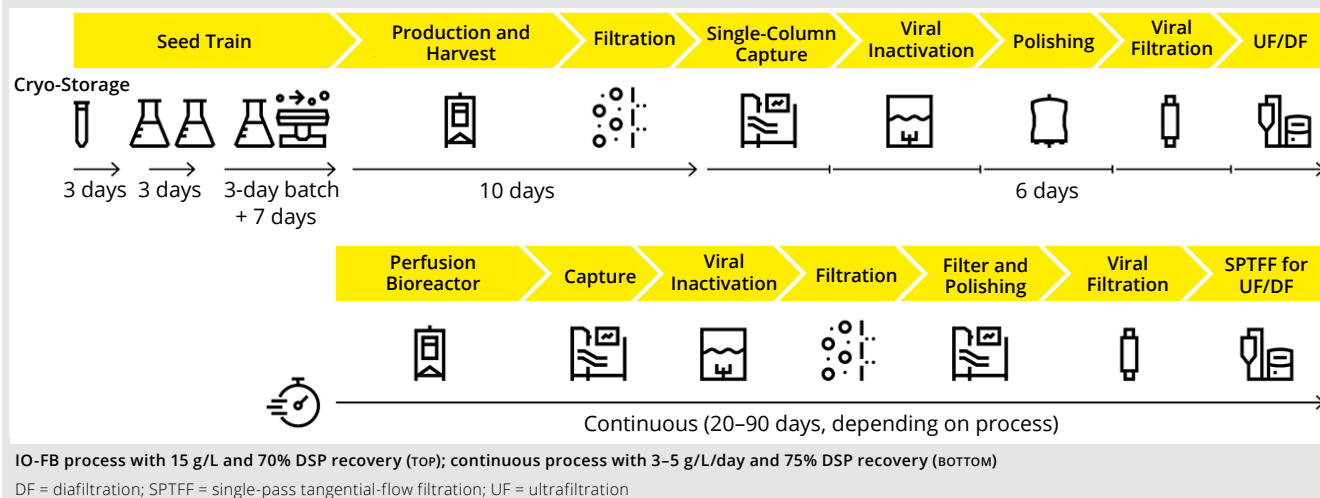 Seed Train
Production and
Harvest
Filtration
Single-Column
Capture
Viral
Inactivation
Polishing
Viral
Filtration
UF/DF
Cryo-Storage
3 days
3 days
3-day batch
+ 7 days
10 days
6 days
Perfusion
Bioreactor
Capture
Viral
Inactivation
Filtration
Filter and
Polishing
Viral
Filtration
SPTFF for
UF/DF
Continuous (20–90 days, depending on process)
IO-FB process with 15 g/L and 70% DSP recovery (TOP); continuous process with 3–5 g/L/day and 75% DSP recovery (BOTTOM)
DF = diafiltration; SPTFF = single-pass tangential-flow filtration; UF = ultrafiltration